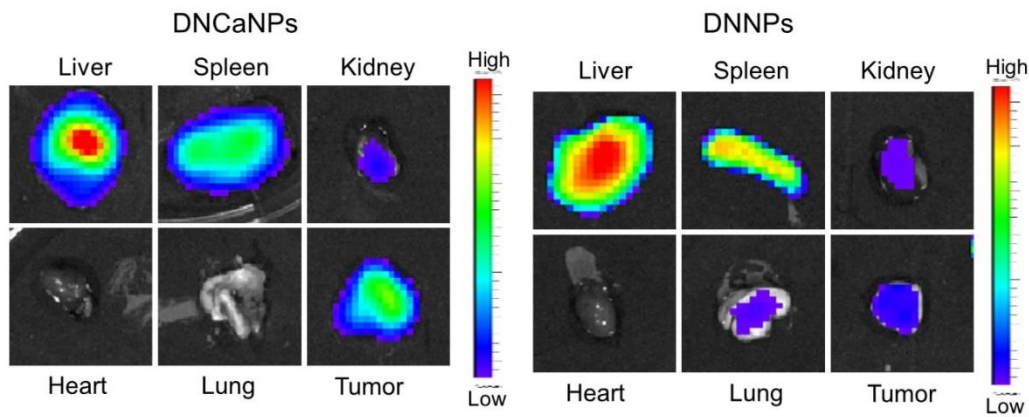 DNCaNPs
DNNPs
Liver Spleen Kidney
High
Liver Spleen Kidney
High
Heart Lung Tumor
Low
Heart Lung Tumor
Low